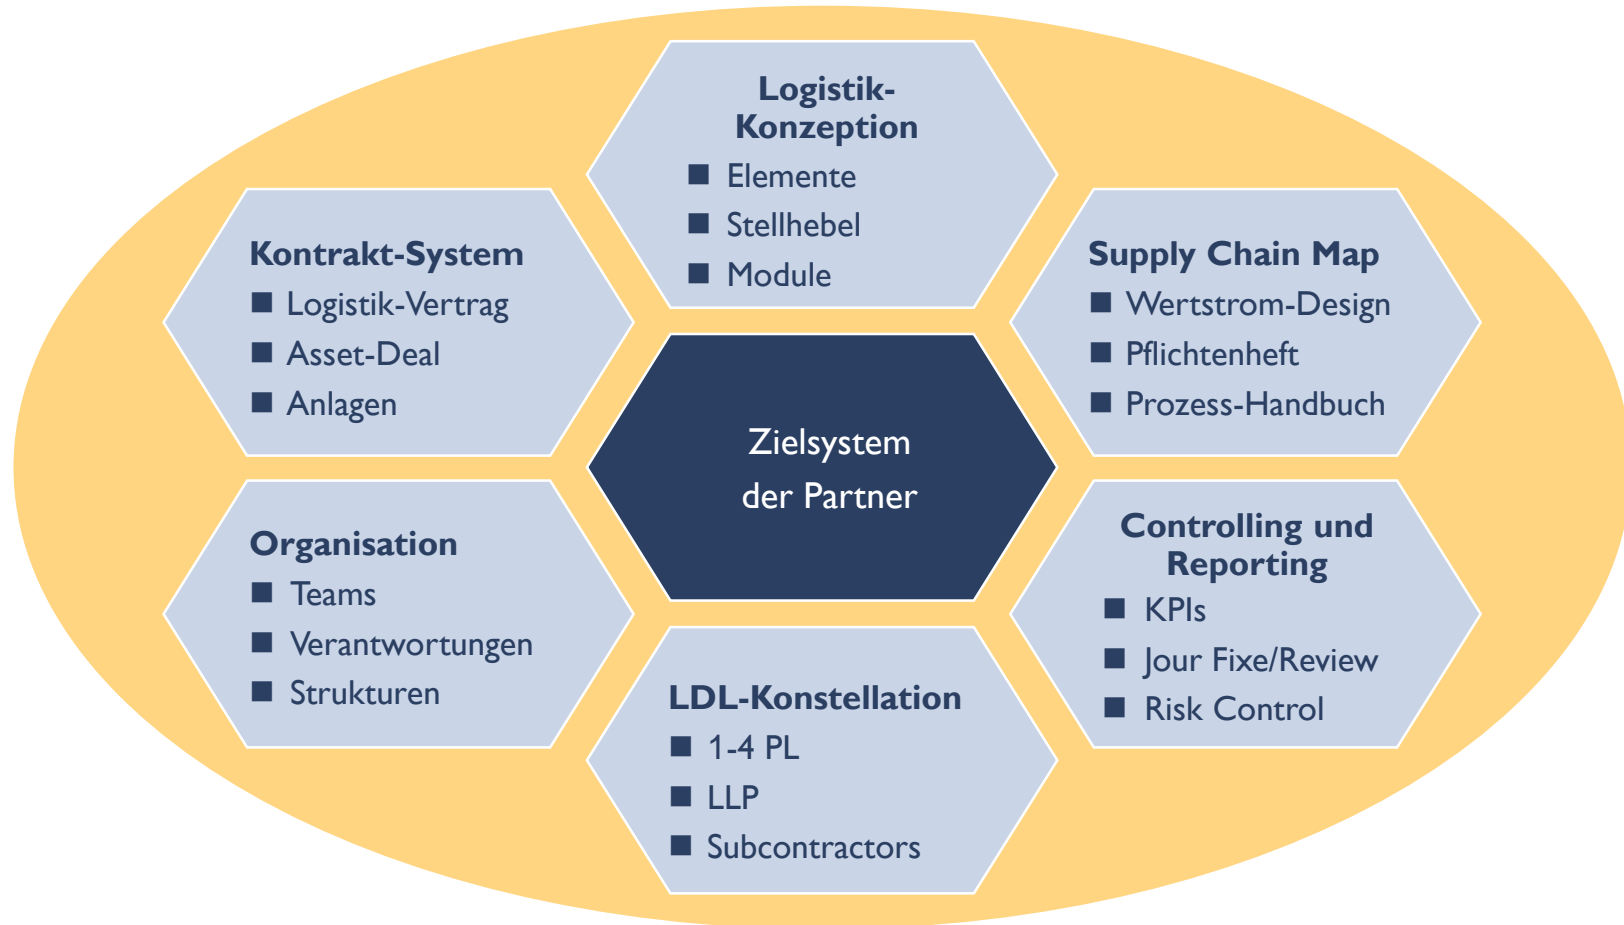 Logistik-
Konzeption
■ Elemente
■ Stellhebel
■ Module
Kontrakt-System
■ Logistik-Vertrag
■ Asset-Deal
■ Anlagen
Supply Chain Map
■ Wertstrom-Design
■ Pflichtenheft
■ Prozess-Handbuch
Zielsystem
der Partner
Organisation
■ Teams
■ Verantwortungen
■ Strukturen
Controlling und
Reporting
■ KPIs
■ Jour Fixe/Review
■ Risk Control
LDL-Konstellation
■ 1-4 PL
■ LLP
■ Subcontractors